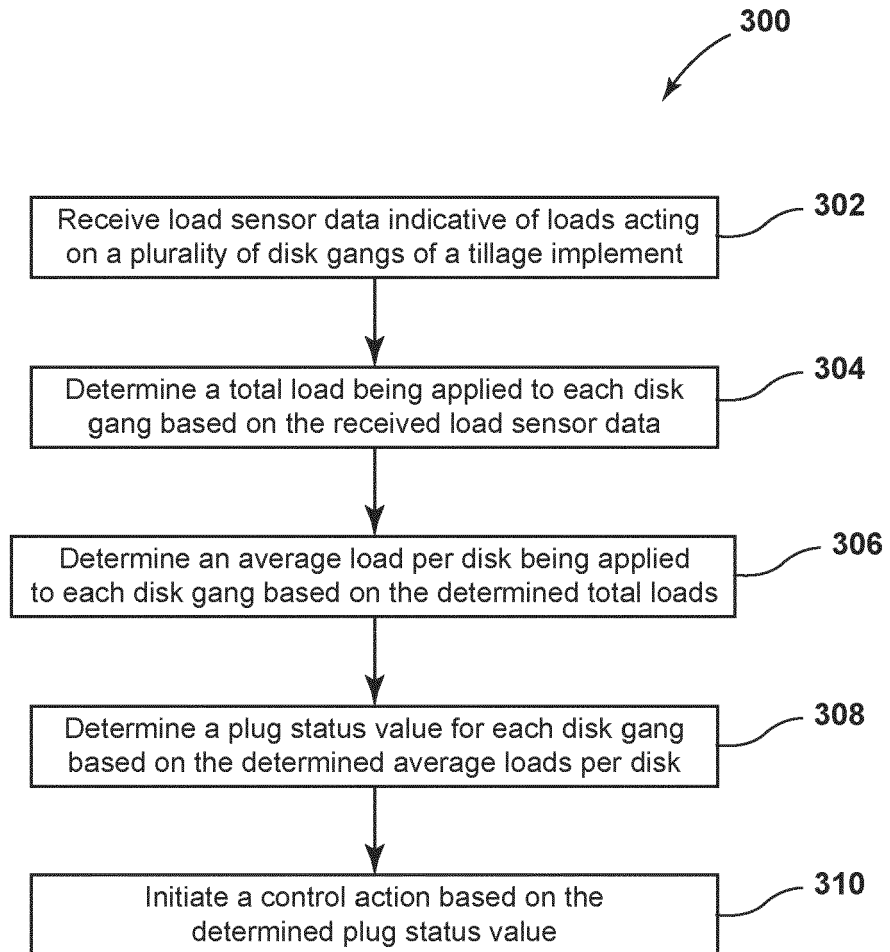 300
Receive load sensor data indicative of loads acting
on a plurality of disk gangs of a tillage implement
302
Determine a total load being applied to each disk
gang based on the received load sensor data
304
Determine an average load per disk being applied
to each disk gang based on the determined total loads
306
Determine a plug status value for each disk gang
based on the determined average loads per disk
308
Initiate a control action based on the
determined plug status value
310